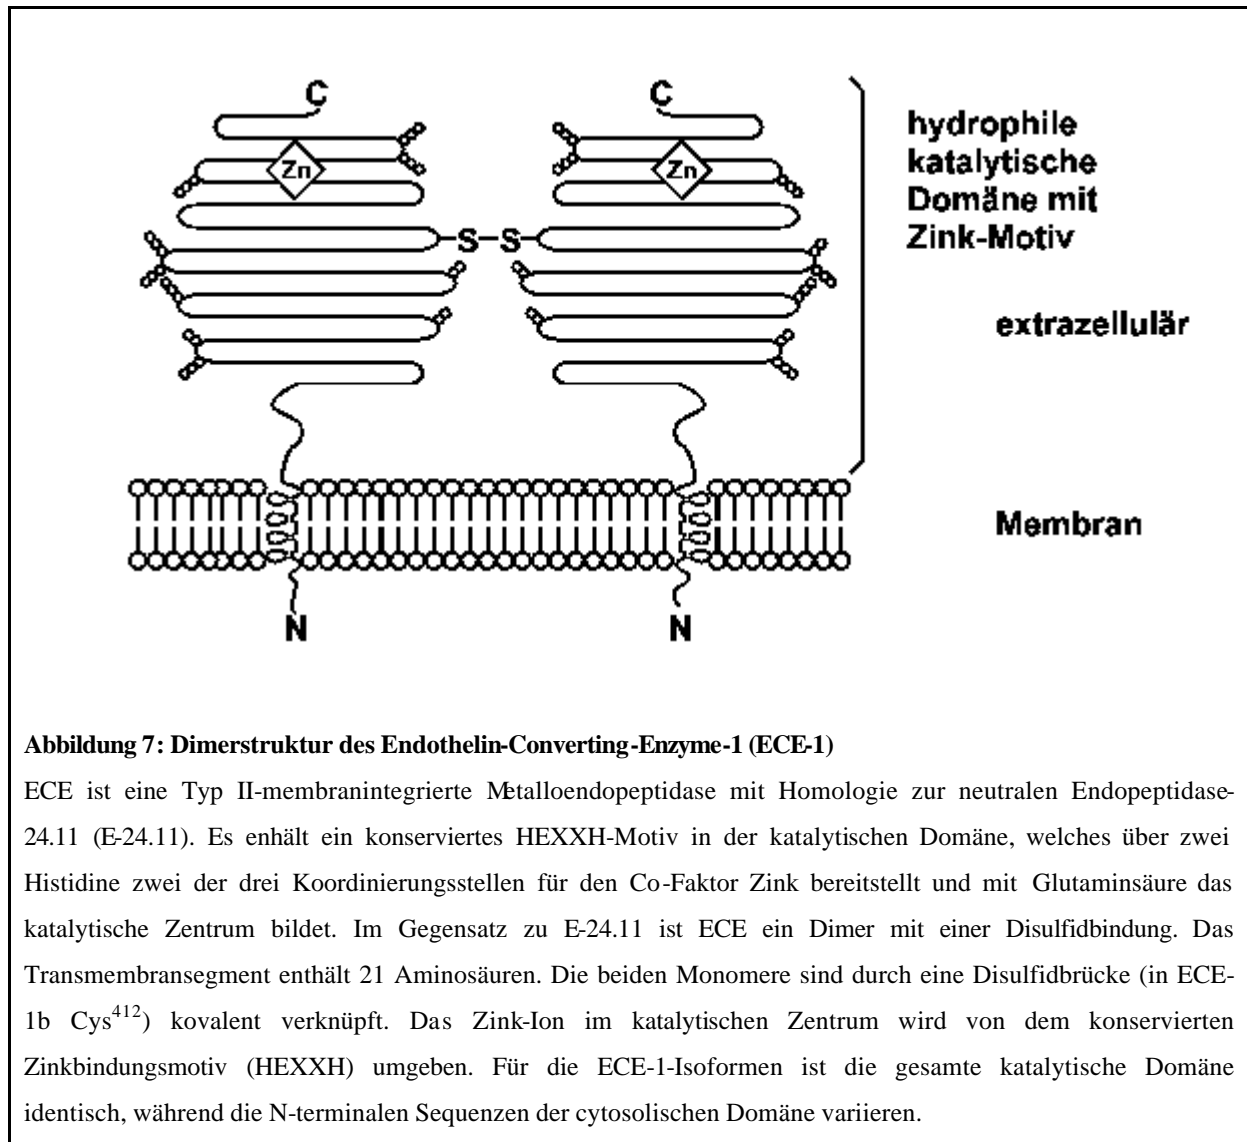 C
C
hydrophile
katalytische
Domäne mit
Zink-Motiv
Zn
Zn
S–S
extrazellulär
Membran
N
N
Abbildung 7: Dimerstruktur des Endothelin-Converting-Enzyme-1 (ECE-1)
ECE ist eine Typ II-membranintegrierte Metalloendopeptidase mit Homologie zur neutralen Endopeptidase-
24.11 (E-24.11). Es enhält ein konserviertes HEXXH-Motiv in der katalytischen Domäne, welches über zwei
Histidine zwei der drei Koordinierungsstellen für den Co-Faktor Zink bereitstellt und mit Glutaminsäure das
katalytische Zentrum bildet. Im Gegensatz zu E-24.11 ist ECE ein Dimer mit einer Disulfidbindung. Das
Transmembransegment enthält 21 Aminosäuren. Die beiden Monomere sind durch eine Disulfidbrücke (in ECE-
1b Cys⁴¹²) kovalent verknüpft. Das Zink-Ion im katalytischen Zentrum wird von dem konservierten
Zinkbindungsmotiv (HEXXH) umgeben. Für die ECE-1-Isoformen ist die gesamte katalytische Domäne
identisch, während die N-terminalen Sequenzen der cytosolischen Domäne variieren.